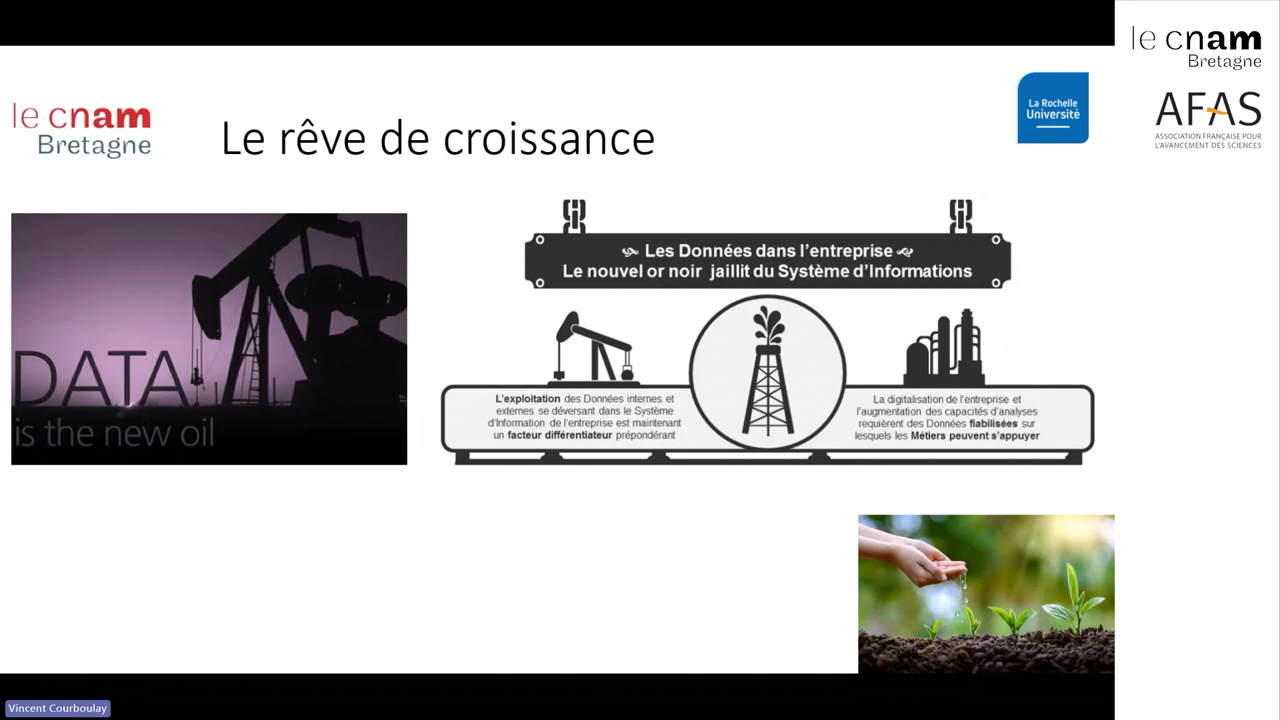 le cnam
Bretagne
Le rêve de croissance
La Rochelle
Université
le cnam
Bretagne
AFAS
ASSOCIATION FRANÇAISE POUR
L'AVANCEMENT DES SCIENCES
DATA
is the new oil
Les Données dans l'entreprise
Le nouvel or noir jaillit du Système d'Informations
L'exploitation des Données internes et
externes se déversant dans le Système
d'Information de l'entreprise est maintenant
un facteur différentiateur prépondérant
La digitalisation de l'entreprise et
l'augmentation des capacités d'analyses
requièrent des Données fiabilisées sur
lesquels les Métiers peuvent s'appuyer
Vincent Courboulay